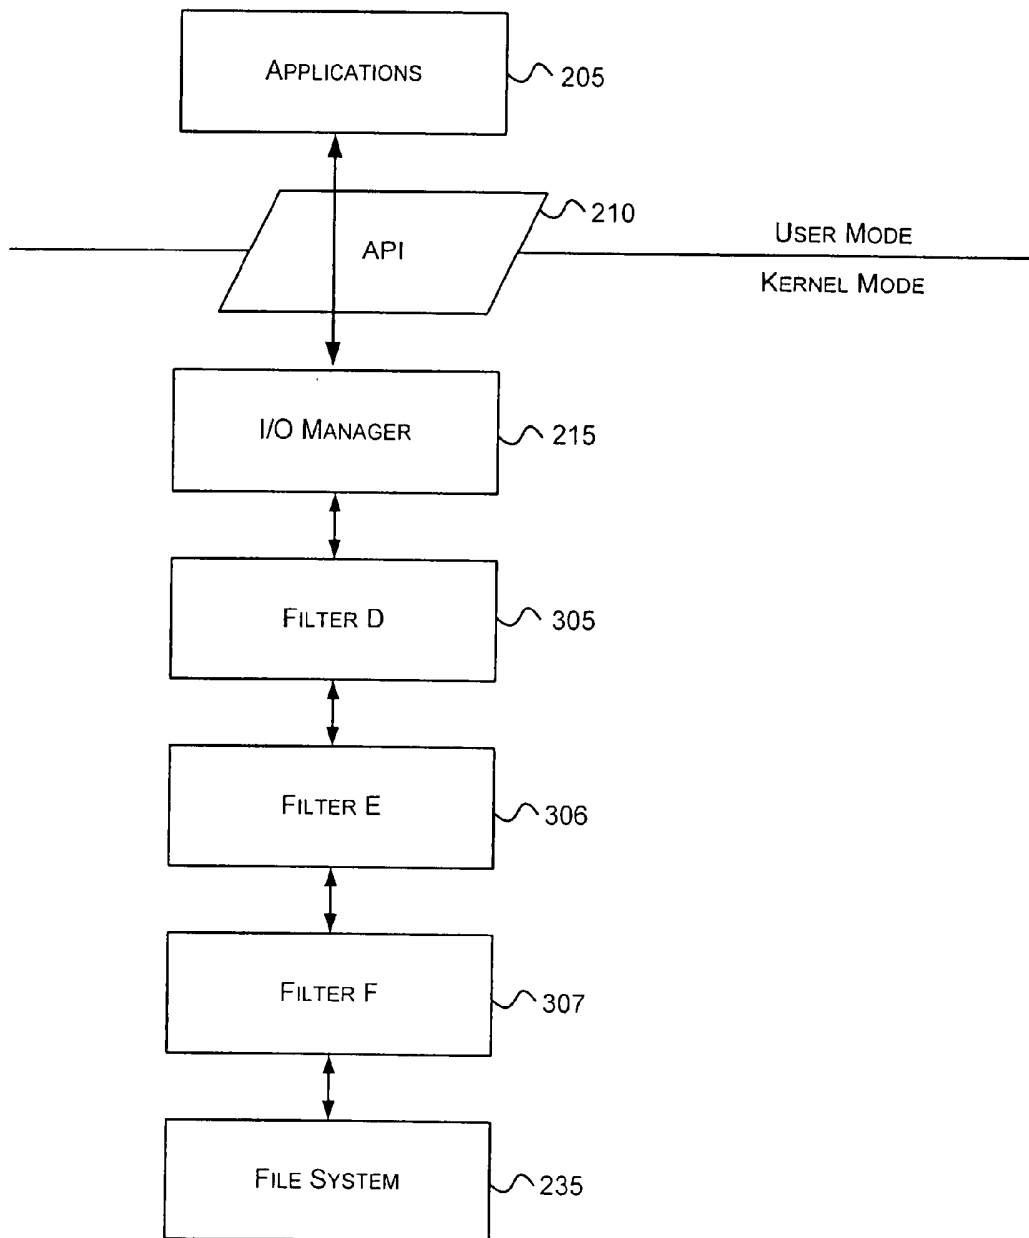 APPLICATIONS
205
210
API
USER MODE
KERNEL MODE
I/O MANAGER
215
FILTER D
305
FILTER E
306
FILTER F
307
FILE SYSTEM
235